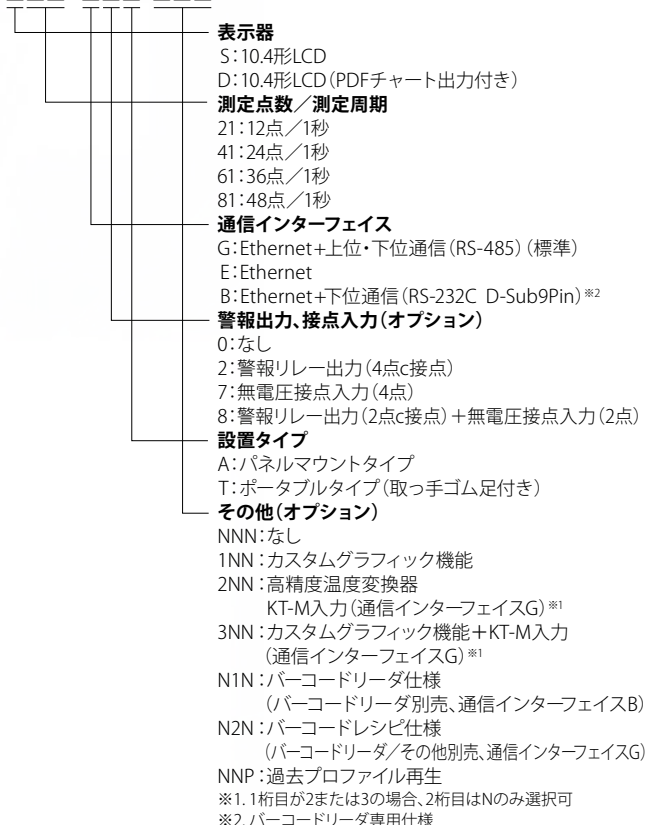 表示器
S：10.4形LCD
D：10.4形LCD（PDFチャート出力付き）
測定点数／測定周期
21：12点／1秒
41：24点／1秒
61：36点／1秒
81：48点／1秒
通信インターフェイス
G：Ethernet+上位・下位通信（RS-485）（標準）
E：Ethernet
B：Ethernet+下位通信（RS-232C D-Sub9Pin）※2
警報出力、接点入力（オプション）
0：なし
2：警報リレー出力（4点c接点）
7：無電圧接点入力（4点）
8：警報リレー出力（2点c接点）＋無電圧接点入力（2点）
設置タイプ
A：パネルマウントタイプ
T：ポータブルタイプ（取っ手ゴム足付き）
その他（オプション）
NNN：なし
1NN：カスタムグラフィック機能
2NN：高精度温度変換器
KT-M入力（通信インターフェイスG）※1
3NN：カスタムグラフィック機能＋KT-M入力
（通信インターフェイスG）※1
N1N：バーコードリーダ仕様
（バーコードリーダ別売、通信インターフェイスB）
N2N：バーコードレシピ仕様
（バーコードリーダ／その他別売、通信インターフェイスG）
NNP：過去プロファイル再生
※1. 1桁目が2または3の場合、2桁目はNのみ選択可
※2. バーコードリーダ専用仕様